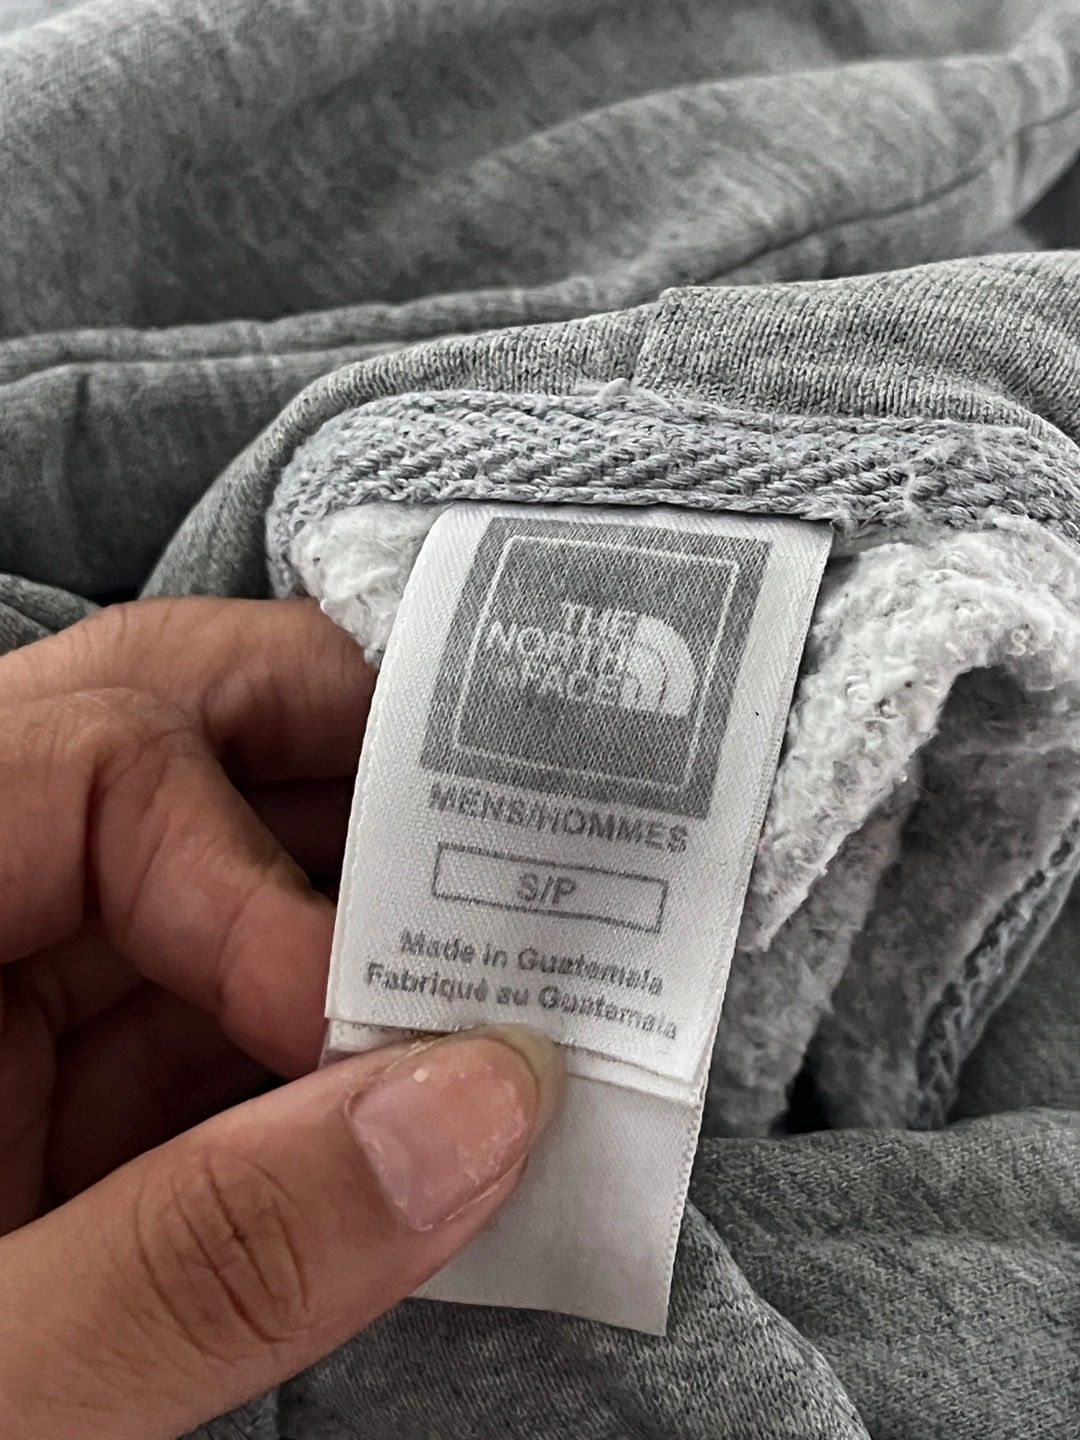 THE
NORTH
FACE
MENS/HOMMES
S/P
Made in Guatemala
Fabriqué au Guatemala